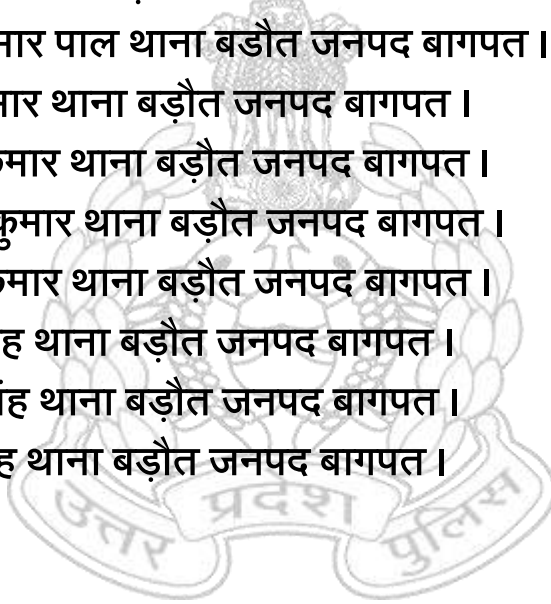 मार पाल थाना बडौत जनपद बागपत ।
मार थाना बड़ौत जनपद बागपत ।
कुमार थाना बड़ौत जनपद बागपत ।
कुमार थाना बड़ौत जनपद बागपत ।
कुमार थाना बड़ौत जनपद बागपत ।
ह थाना बड़ौत जनपद बागपत ।
सिंह थाना बड़ौत जनपद बागपत ।
ह थाना बड़ौत जनपद बागपत ।
उत्तर प्रदेश पुलिस